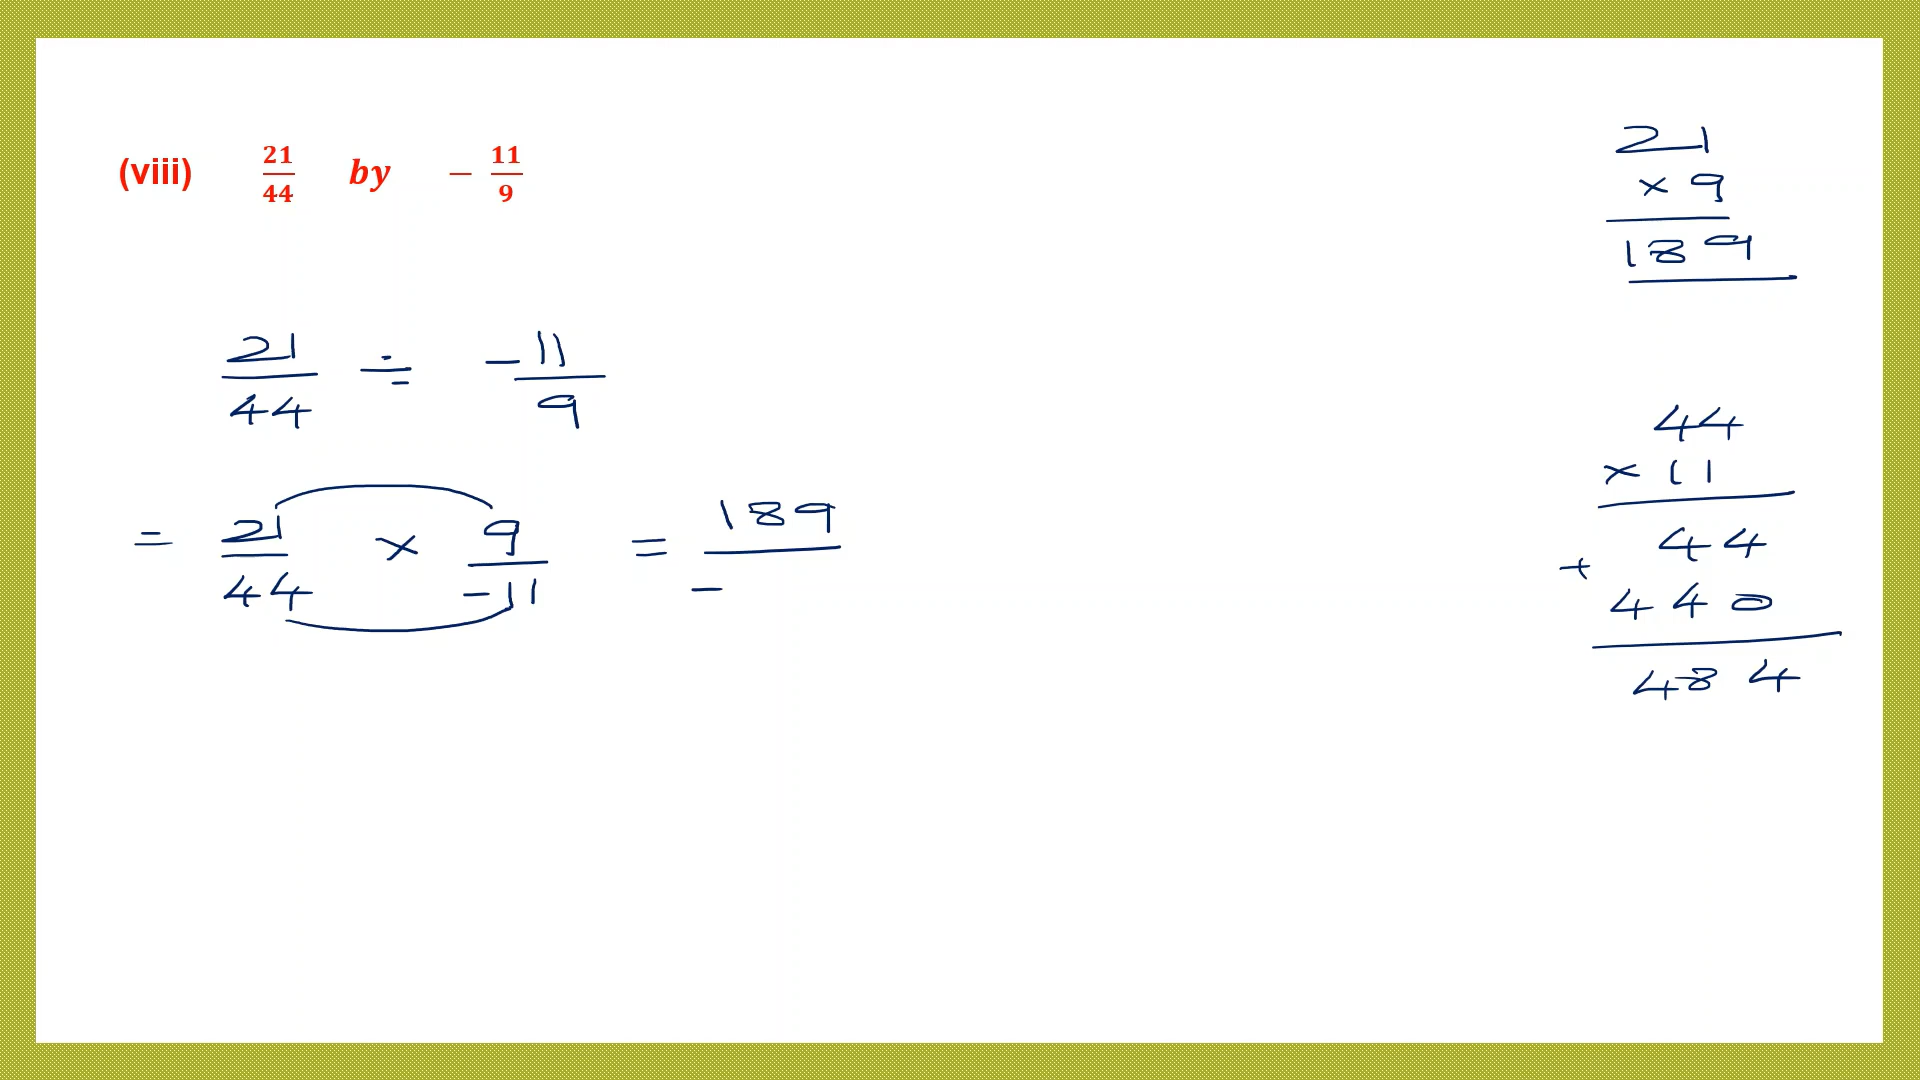 (viii) 21/44 by - 11/9
21/44 ÷ -11/9
= 21/44 × 9/-11 = 189/-
21
× 9
189
44
× 11
44
+ 440
484